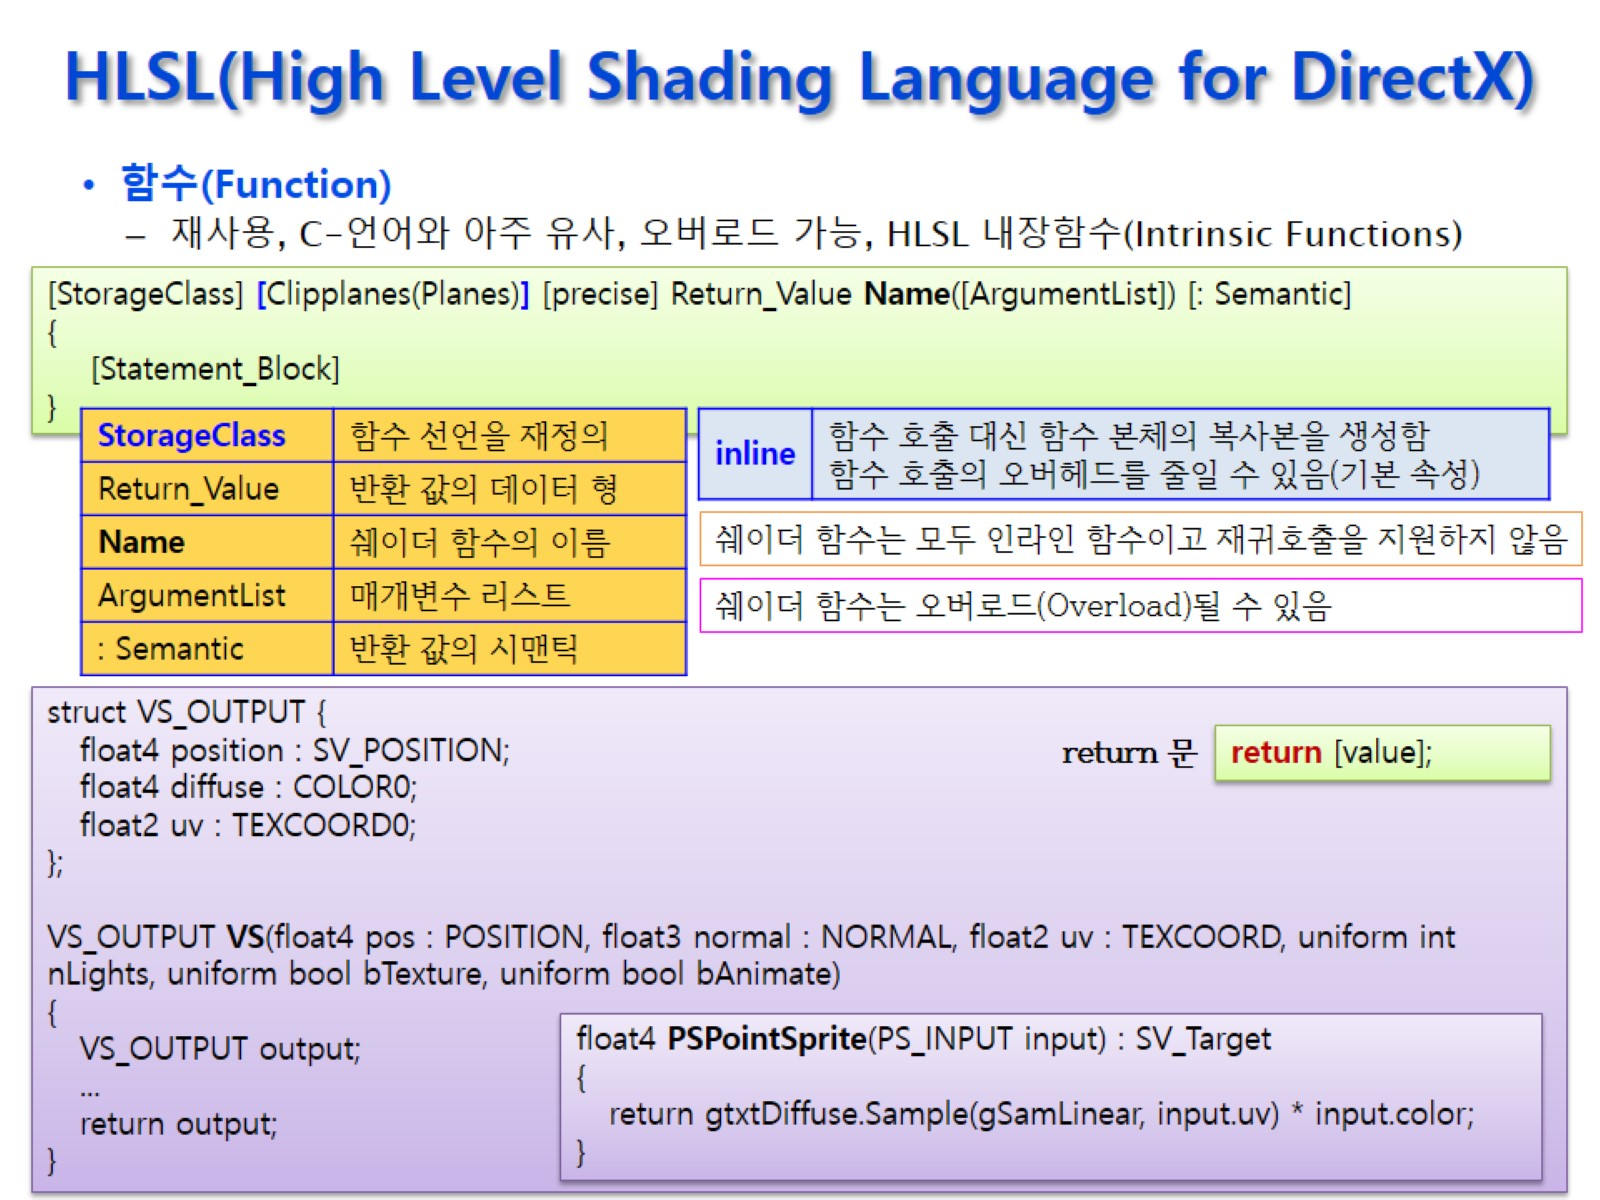 HLSL(High Level Shading Language for DirectX)
• 함수(Function)
– 재사용, C-언어와 아주 유사, 오버로드 가능, HLSL 내장함수(Intrinsic Functions)
[StorageClass] [Clipplanes(Planes)] [precise] Return_Value Name([ArgumentList]) [: Semantic]
{
[Statement_Block]
}
StorageClass 함수 선언을 재정의
Return_Value 반환 값의 데이터 형
Name 쉐이더 함수의 이름
ArgumentList 매개변수 리스트
: Semantic 반환 값의 시맨틱
inline 함수 호출 대신 함수 본체의 복사본을 생성함
함수 호출의 오버헤드를 줄일 수 있음(기본 속성)
쉐이더 함수는 모두 인라인 함수이고 재귀호출을 지원하지 않음
쉐이더 함수는 오버로드(Overload)될 수 있음
struct VS_OUTPUT {
float4 position : SV_POSITION;
float4 diffuse : COLOR0;
float2 uv : TEXCOORD0;
};
return 문 return [value];
VS_OUTPUT VS(float4 pos : POSITION, float3 normal : NORMAL, float2 uv : TEXCOORD, uniform int
nLights, uniform bool bTexture, uniform bool bAnimate)
{
VS_OUTPUT output;
...
return output;
}
float4 PSPointSprite(PS_INPUT input) : SV_Target
{
return gtxtDiffuse.Sample(gSamLinear, input.uv) * input.color;
}